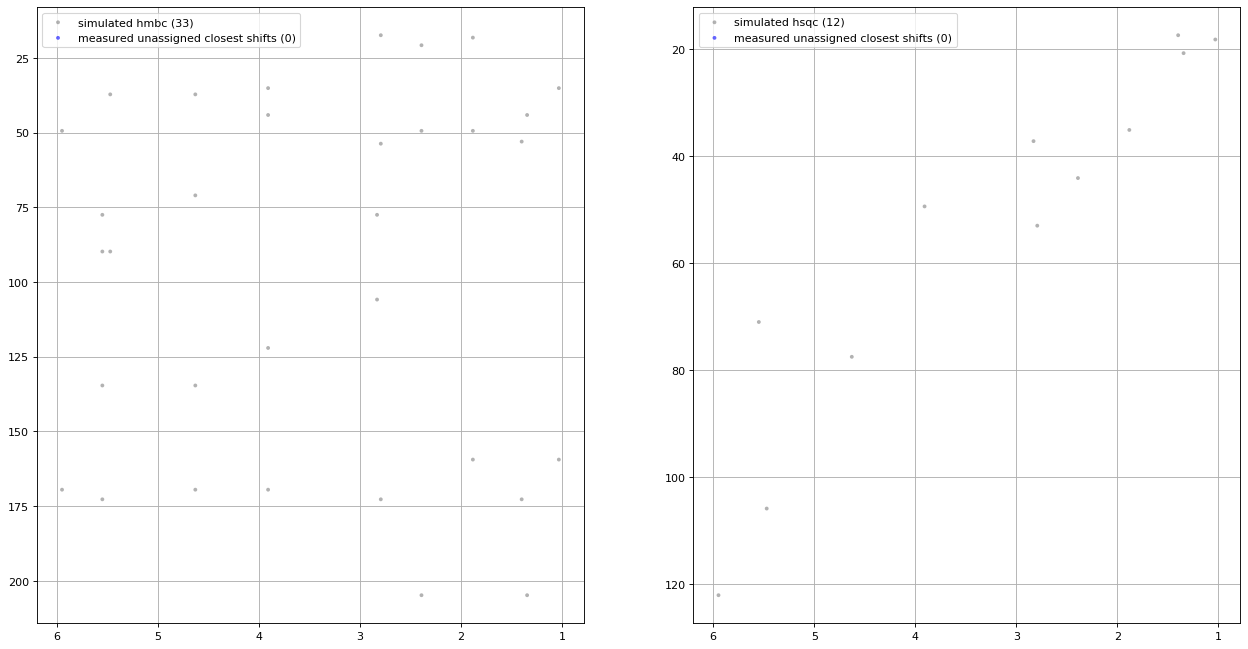 simulated hmbc (33)
measured unassigned closest shifts (0)
25
50
75
100
125
150
175
200
6 5 4 3 2 1
simulated hsqc (12)
measured unassigned closest shifts (0)
20
40
60
80
100
120
6 5 4 3 2 1